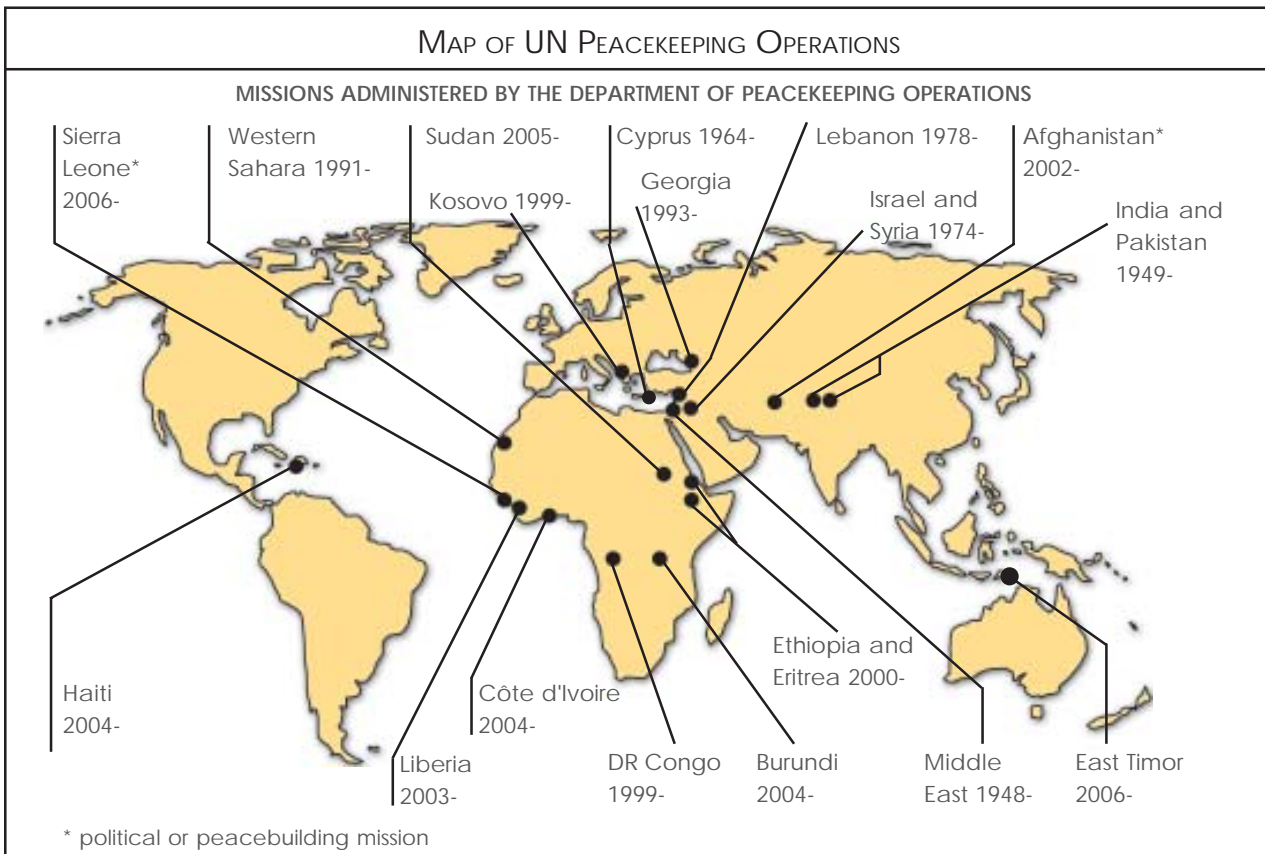 MAP OF UN PEACEKEEPING OPERATIONS
MISSIONS ADMINISTERED BY THE DEPARTMENT OF PEACEKEEPING OPERATIONS
Sierra
Leone*
2006-
Western
Sahara 1991-
Sudan 2005-
Kosovo 1999-
Cyprus 1964-
Georgia
1993-
Lebanon 1978-
Israel and
Syria 1974-
Afghanistan*
2002-
India and
Pakistan
1949-
Haiti
2004-
Liberia
2003-
Côte d'Ivoire
2004-
DR Congo
1999-
Burundi
2004-
Ethiopia and
Eritrea 2000-
Middle
East 1948-
East Timor
2006-
* political or peacebuilding mission